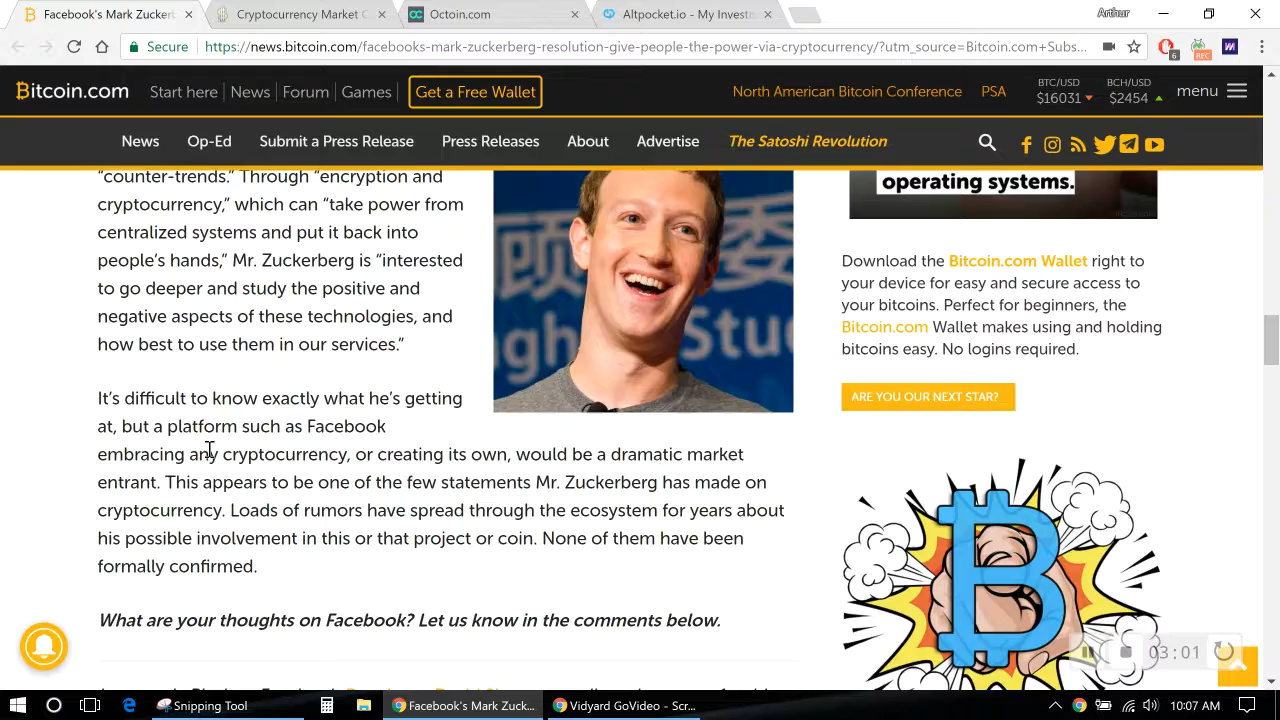 Facebook's Mark Zucker
Cryptocurrency Market C
Octoin.com
Altpocket.io - My Investm
Arthur
Secure
https://news.bitcoin.com/facebooks-mark-zuckerberg-resolution-give-people-the-power-via-cryptocurrency/?utm_source=Bitcoin.com+Subs...
6
REC
Bitcoin.com
Start here
News
Forum
Games
Get a Free Wallet
North American Bitcoin Conference
PSA
BTC/USD
$16031
BCH/USD
$2454
menu
News
Op-Ed
Submit a Press Release
Press Releases
About
Advertise
The Satoshi Revolution
“counter-trends.” Through “encryption and
cryptocurrency,” which can “take power from
centralized systems and put it back into
people’s hands,” Mr. Zuckerberg is “interested
to go deeper and study the positive and
negative aspects of these technologies, and
how best to use them in our services.”
It’s difficult to know exactly what he’s getting
at, but a platform such as Facebook
embracing any cryptocurrency, or creating its own, would be a dramatic market
entrant. This appears to be one of the few statements Mr. Zuckerberg has made on
cryptocurrency. Loads of rumors have spread through the ecosystem for years about
his possible involvement in this or that project or coin. None of them have been
formally confirmed.
What are your thoughts on Facebook? Let us know in the comments below.
operating systems.
Download the Bitcoin.com Wallet right to
your device for easy and secure access to
your bitcoins. Perfect for beginners, the
Bitcoin.com Wallet makes using and holding
bitcoins easy. No logins required.
ARE YOU OUR NEXT STAR?
03:01
Snipping Tool
Facebook's Mark Zuck...
Vidyard GoVideo - Scr...
10:07 AM